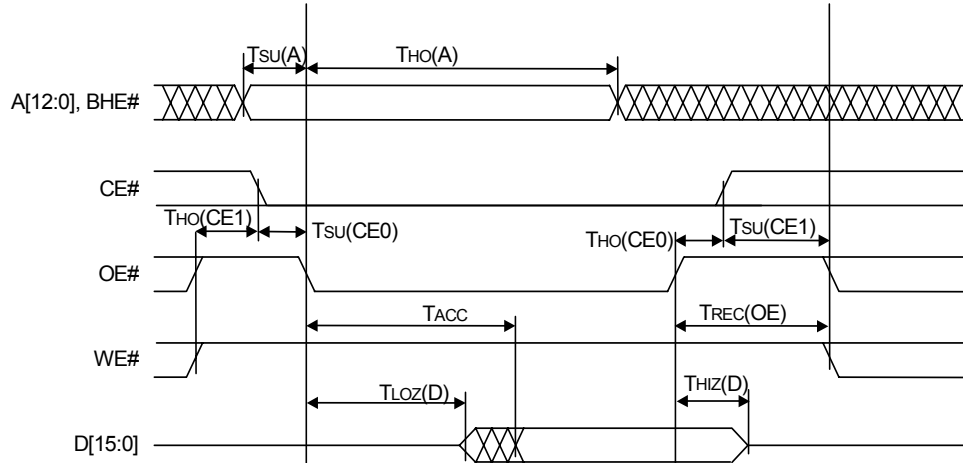 TSU(A)
THO(A)
A[12:0], BHE#
CE#
THO(CE1)
TSU(CE0)
THO(CE0)
TSU(CE1)
OE#
TACC
TREC(OE)
WE#
TLOZ(D)
THIZ(D)
D[15:0]